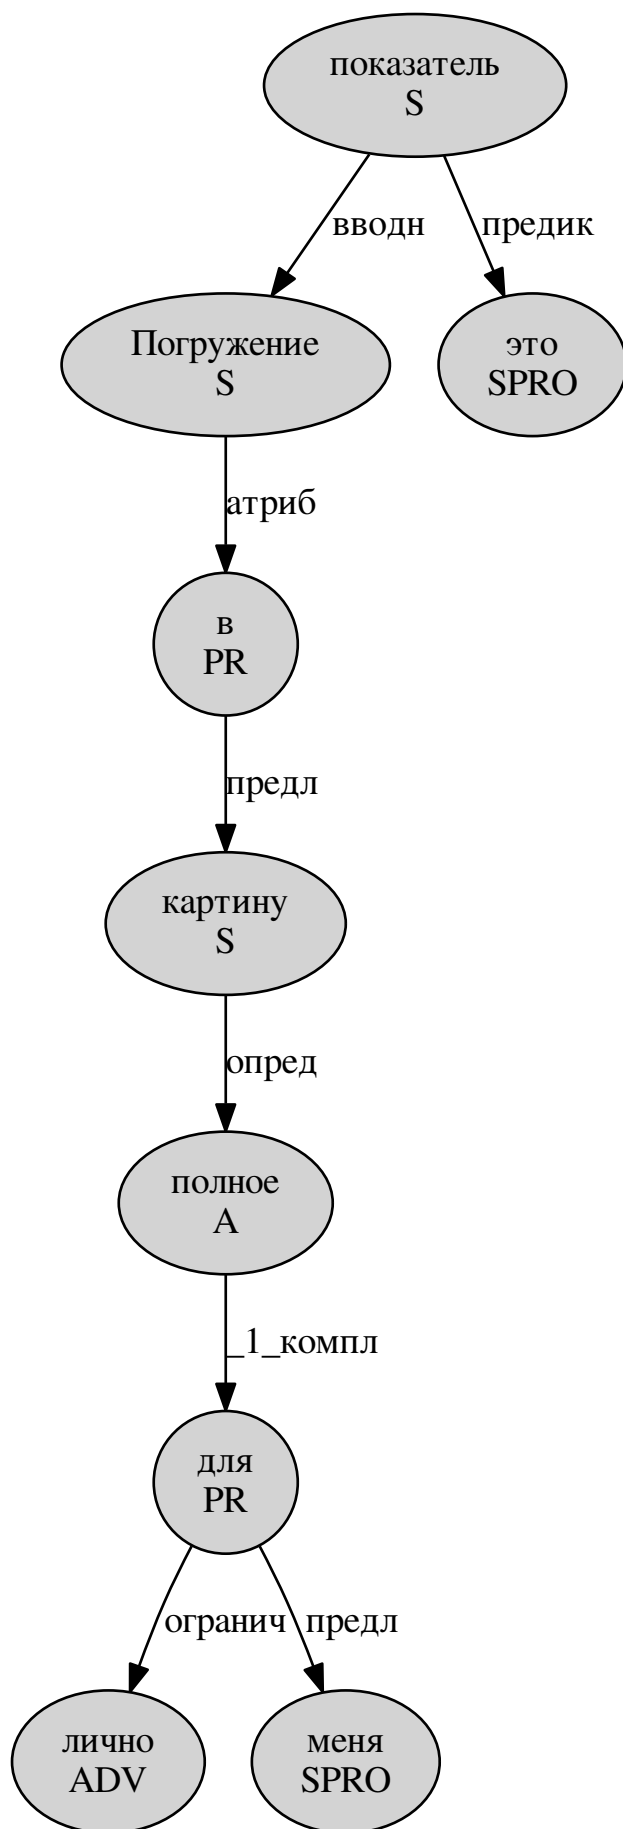 показатель
S
вводн
предик
Погружение
S
это
SPRO
атриб
в
PR
предл
картину
S
опред
полное
A
_1_компл
для
PR
огранич
предл
лично
ADV
меня
SPRO